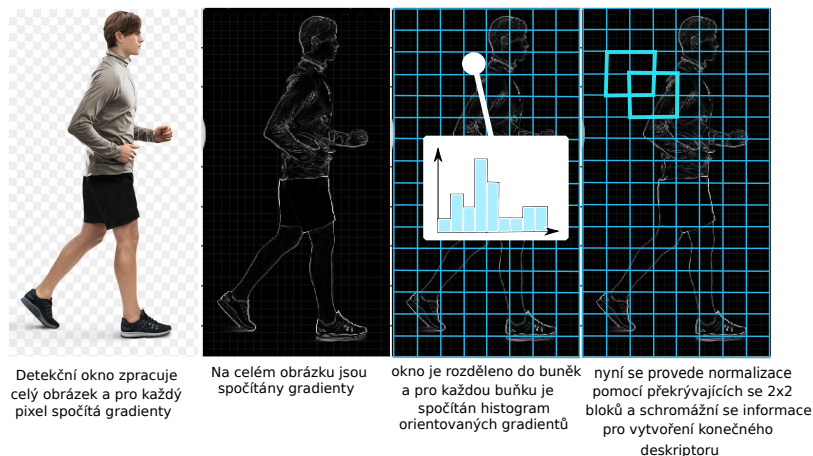 Detekční okno zpracuje
celý obrázek a pro každý
pixel spočítá gradienty
Na celém obrázku jsou
spočítány gradienty
okno je rozděleno do buněk
a pro každou buňku je
spočítán histogram
orientovaných gradientů
nyní se provede normalizace
pomocí překrývajících se 2x2
bloků a schromážní se informace
pro vytvoření konečného
deskriptoru